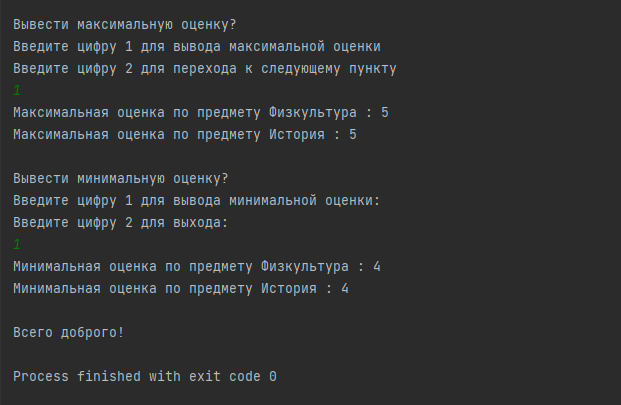 Вывести максимальную оценку?
Введите цифру 1 для вывода максимальной оценки
Введите цифру 2 для перехода к следующему пункту
1
Максимальная оценка по предмету Физкультура : 5
Максимальная оценка по предмету История : 5
Вывести минимальную оценку?
Введите цифру 1 для вывода минимальной оценки:
Введите цифру 2 для выхода:
1
Минимальная оценка по предмету Физкультура : 4
Минимальная оценка по предмету История : 4
Всего доброго!
Process finished with exit code 0